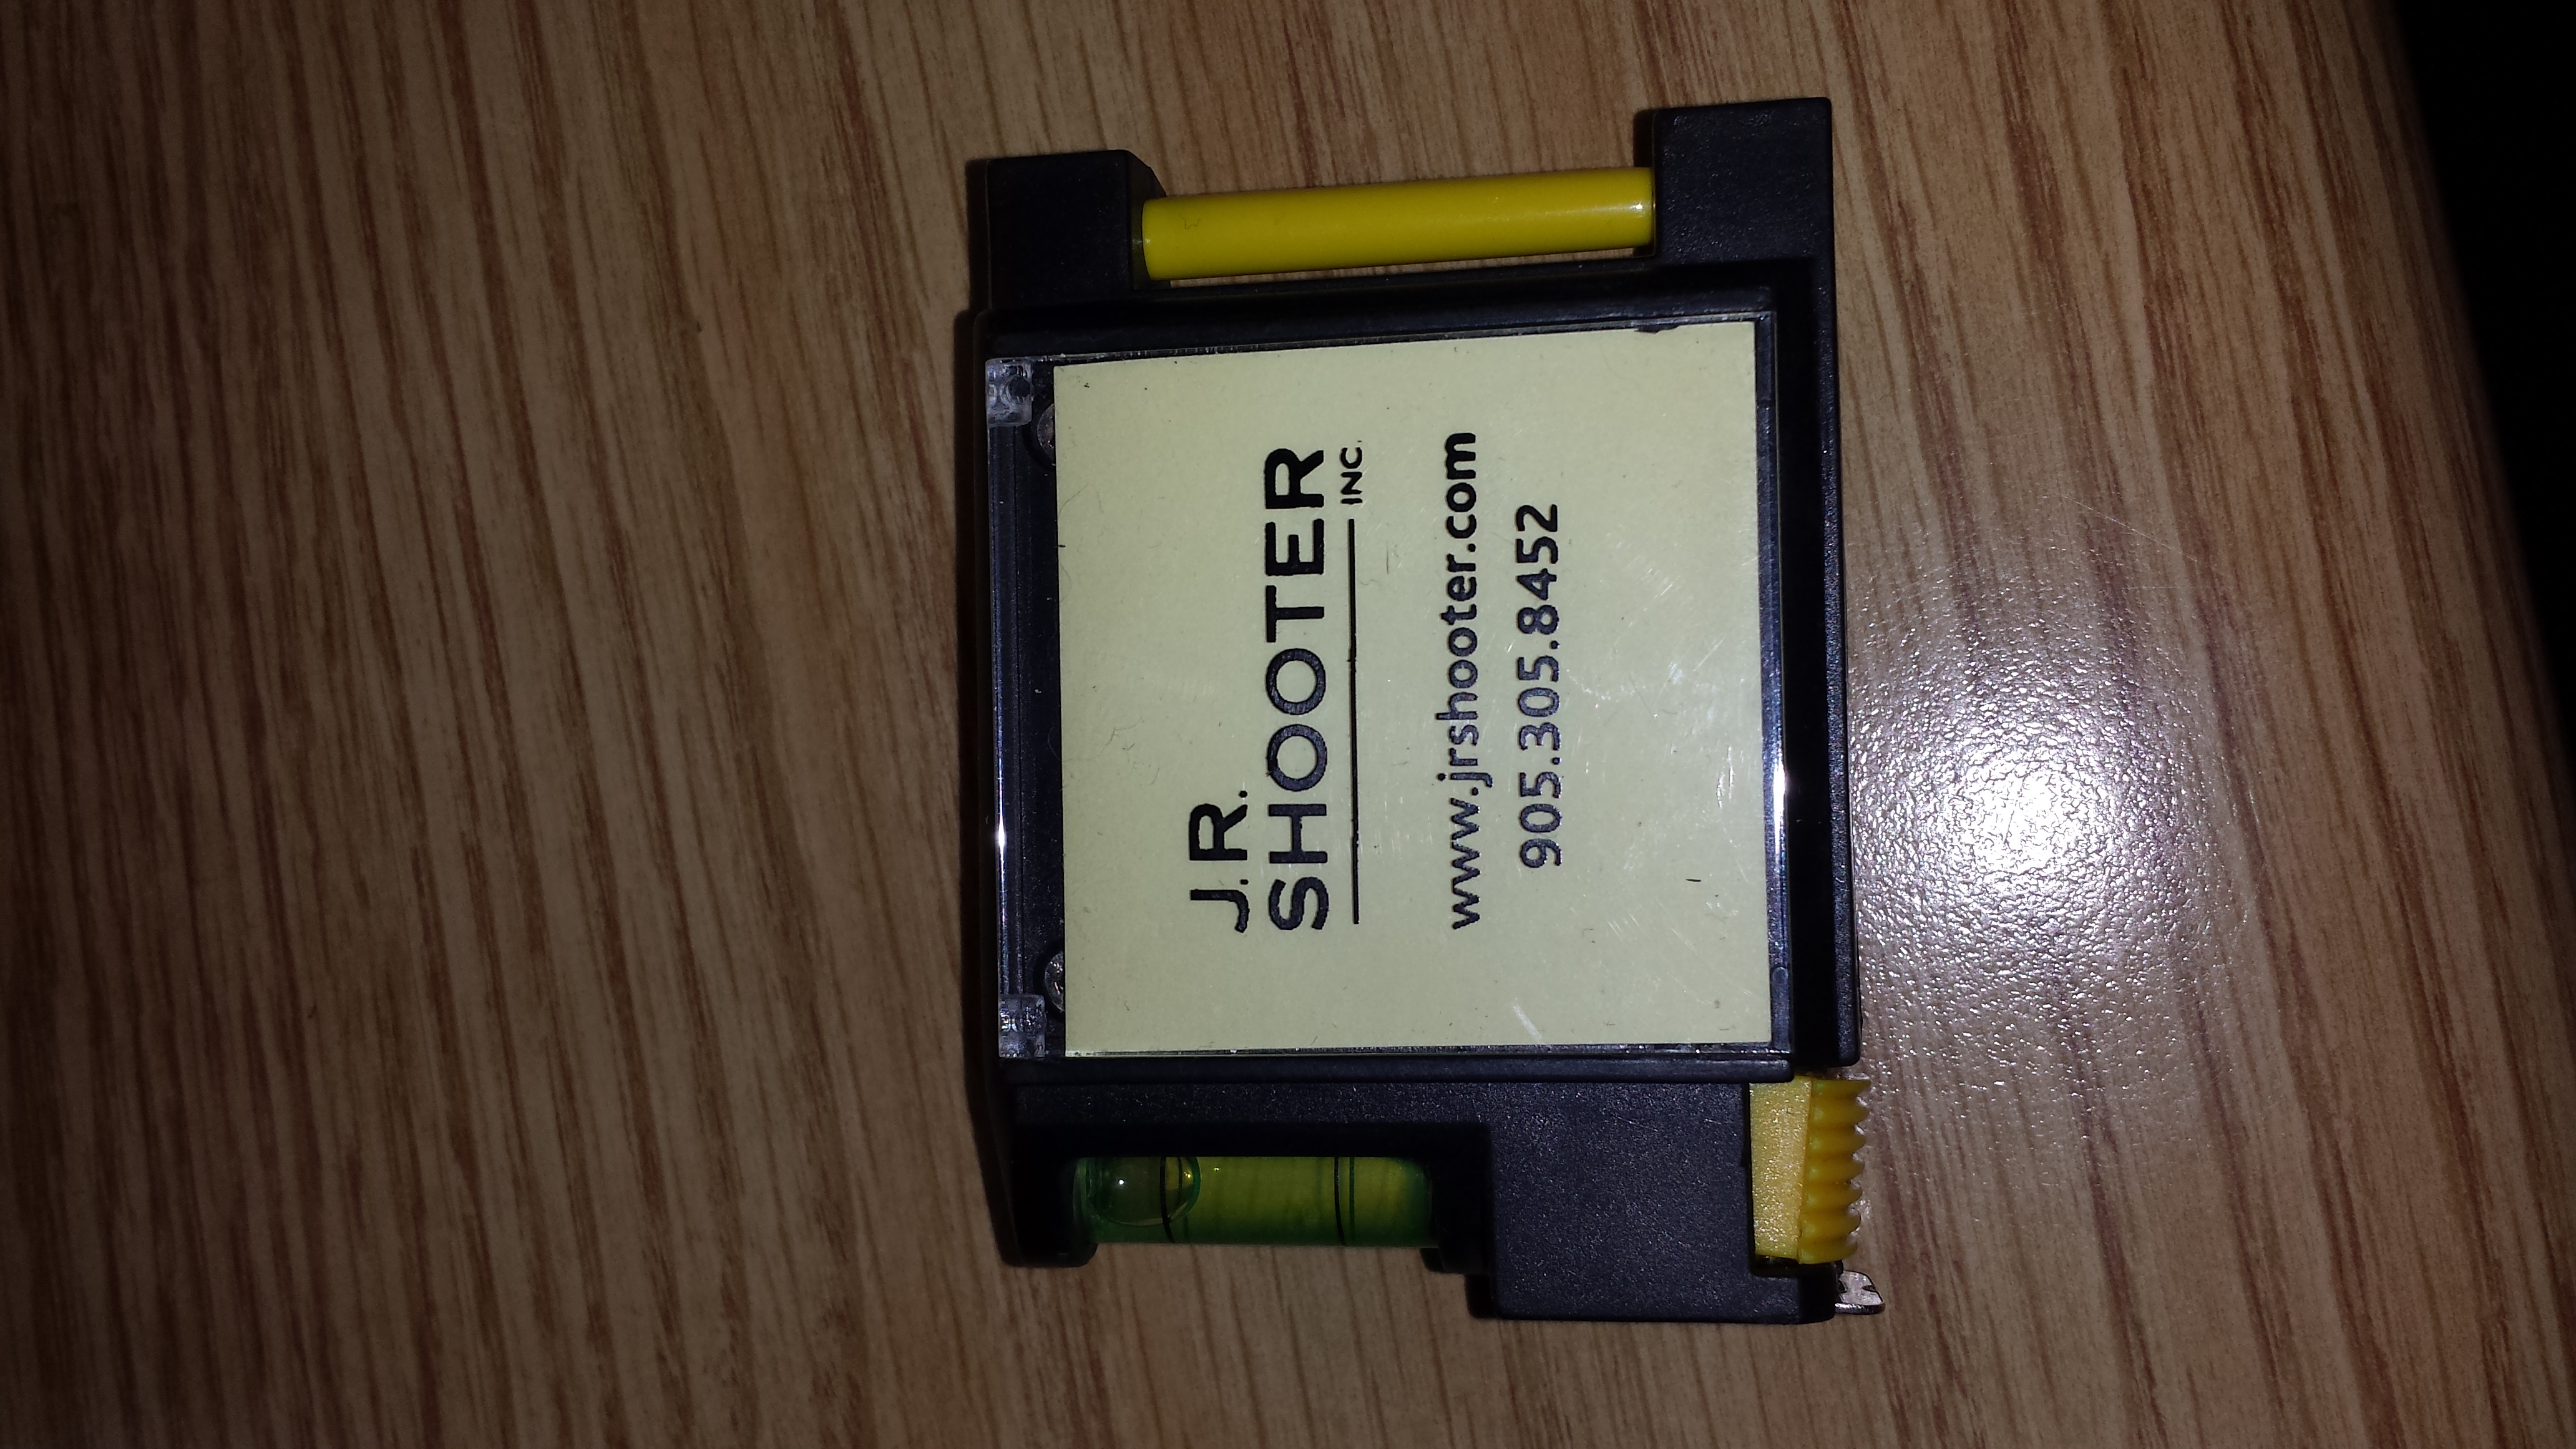 J.R.
SHOOTER
INC.
www.jrshooter.com
905.305.8452